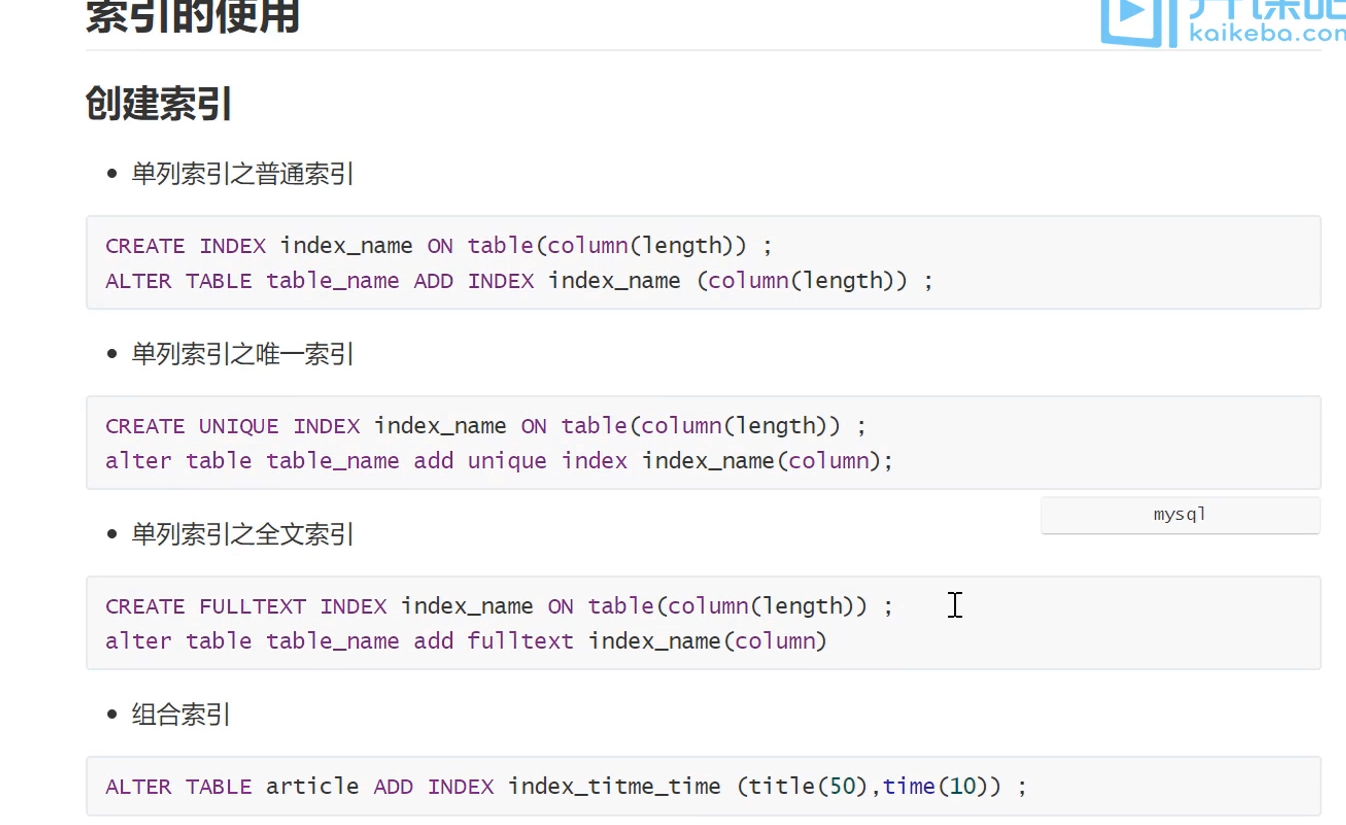 索引的使用
kaikeba.com
创建索引
单列索引之普通索引
CREATE INDEX index_name ON table(column(length)) ;
ALTER TABLE table_name ADD INDEX index_name (column(length)) ;
单列索引之唯一索引
CREATE UNIQUE INDEX index_name ON table(column(length)) ;
alter table table_name add unique index index_name(column);
mysql
单列索引之全文索引
CREATE FULLTEXT INDEX index_name ON table(column(length)) ;
alter table table_name add fulltext index_name(column)
组合索引
ALTER TABLE article ADD INDEX index_titme_time (title(50),time(10)) ;